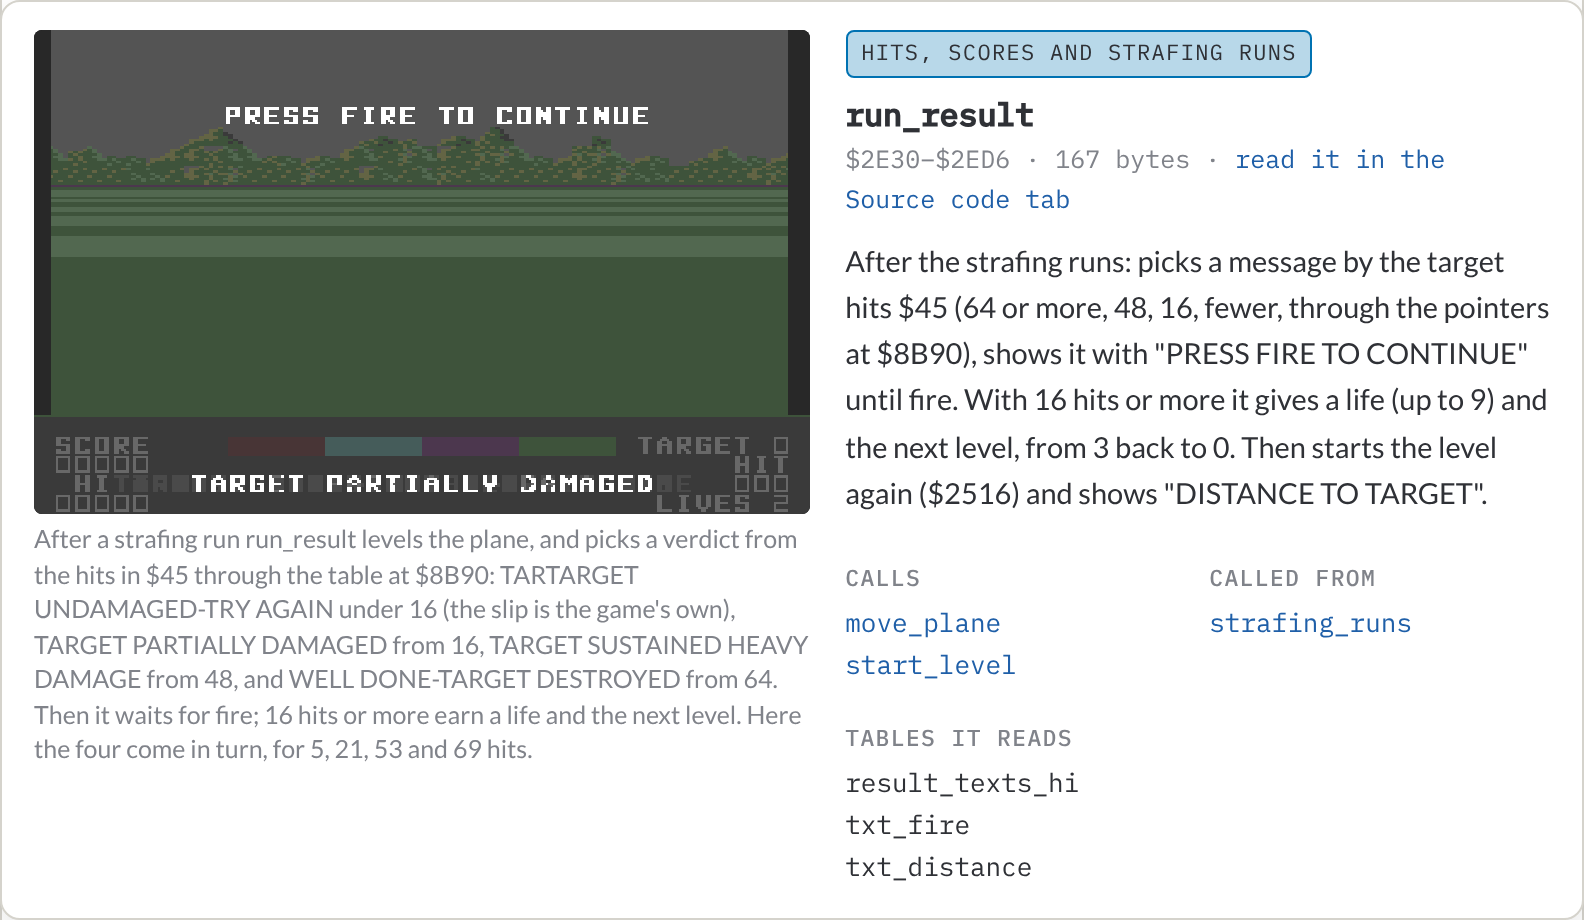 PRESS FIRE TO CONTINUE
SCORE
00000
HI
00000
TARGET 0
HIT
000
LIVES 2
TARGET PARTIALLY DAMAGED
After a strafing run run_result levels the plane, and picks a verdict from
the hits in $45 through the table at $8B90: TARTARGET
UNDAMAGED-TRY AGAIN under 16 (the slip is the game's own),
TARGET PARTIALLY DAMAGED from 16, TARGET SUSTAINED HEAVY
DAMAGE from 48, and WELL DONE-TARGET DESTROYED from 64.
Then it waits for fire; 16 hits or more earn a life and the next level. Here
the four come in turn, for 5, 21, 53 and 69 hits.
HITS, SCORES AND STRAFING RUNS
run_result
$2E30–$2ED6 · 167 bytes · read it in the
Source code tab
After the strafing runs: picks a message by the target
hits $45 (64 or more, 48, 16, fewer, through the pointers
at $8B90), shows it with "PRESS FIRE TO CONTINUE"
until fire. With 16 hits or more it gives a life (up to 9) and
the next level, from 3 back to 0. Then starts the level
again ($2516) and shows "DISTANCE TO TARGET".
CALLS
move_plane
start_level
CALLED FROM
strafing_runs
TABLES IT READS
result_texts_hi
txt_fire
txt_distance